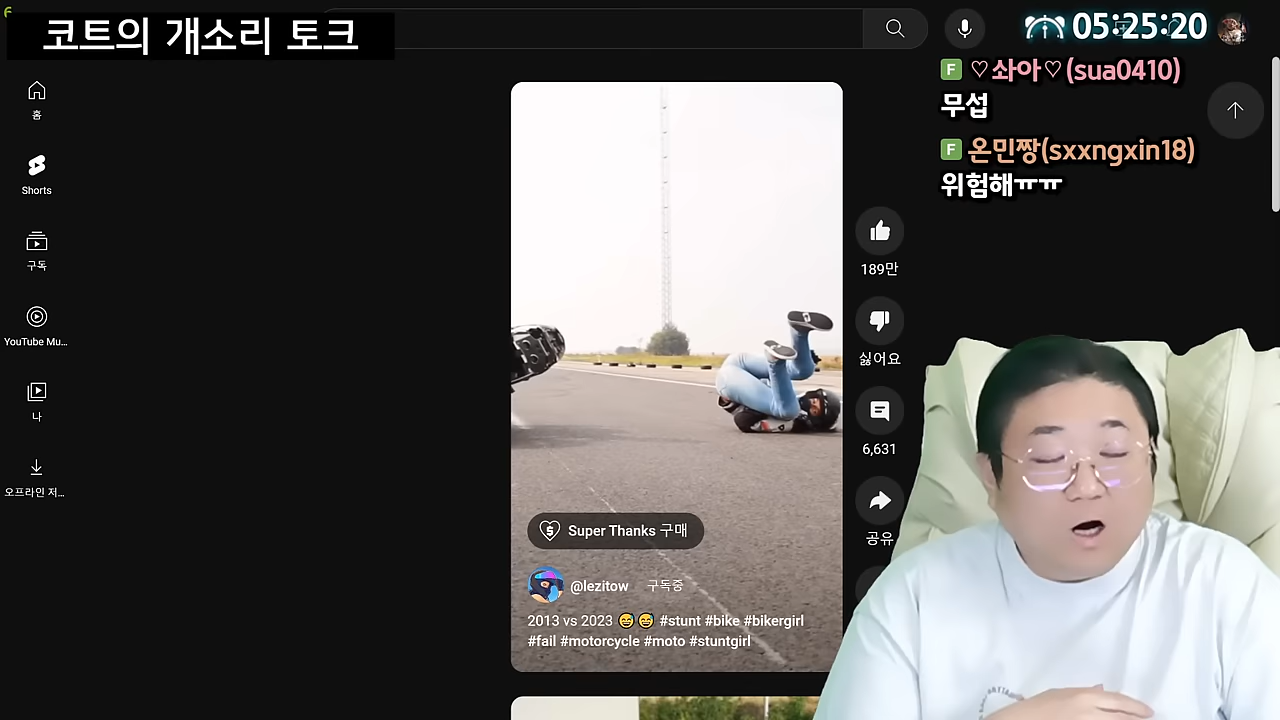 코트의 개소리 토크
05:25:20
F ♡솨아♡(sua0410)
무섭
F 온민짱(sxxngxin18)
위험해ㅠㅠ
홈
Shorts
구독
YouTube Mu...
나
오프라인 저...
189만
싫어요
6,631
공유
Super Thanks 구매
@lezitow 구독중
2013 vs 2023 😅😅 #stunt #bike #bikergirl
#fail #motorcycle #moto #stuntgirl